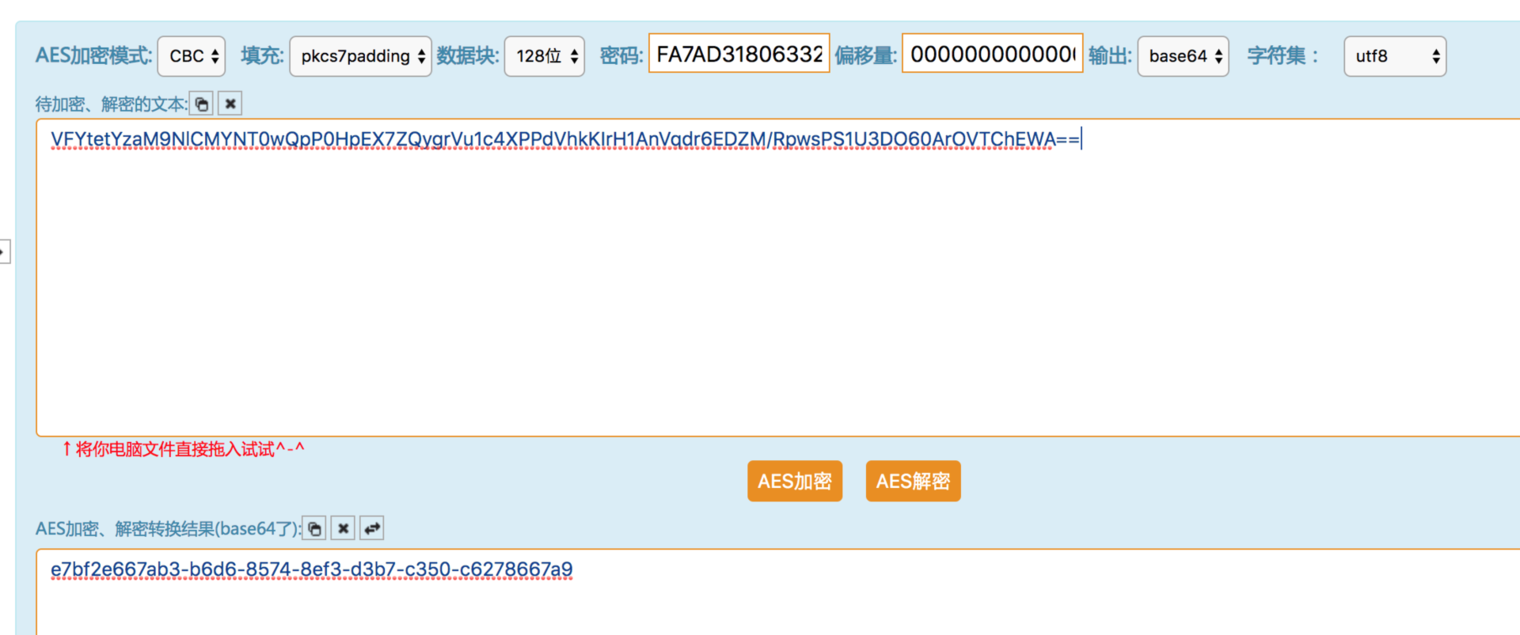 AES加密模式: CBC 填充: pkcs7padding 数据块: 128位 密码: FA7AD31806332 偏移量: 0000000000000 输出: base64 字符集： utf8
待加密、解密的文本:
VFYtetYzaM9NlCMYNT0wQpP0HpEX7ZQygrVu1c4XPPdVhkKIrH1AnVqdr6EDZM/RpwsPS1U3DO60ArOVTChEWA==
↑将你电脑文件直接拖入试试^-^
AES加密 AES解密
AES加密、解密转换结果(base64了):
e7bf2e667ab3-b6d6-8574-8ef3-d3b7-c350-c6278667a9